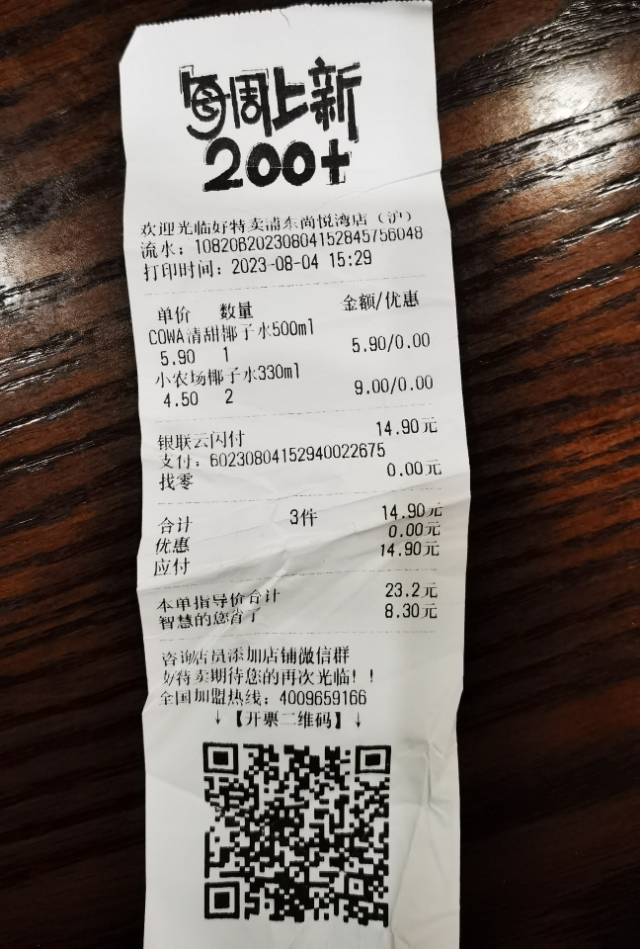 每周上新
200+
欢迎光临好特卖浦东尚悦湾店（沪）
流水：10820B20230804152845756048
打印时间：2023-08-04 15:29
单价 数量 金额/优惠
COWA清甜椰子水500ml
5.90 1 5.90/0.00
小农场椰子水330ml
4.50 2 9.00/0.00
银联云闪付 14.90元
支付：60230804152940022675
找零 0.00元
合计 3件 14.90元
优惠 0.00元
应付 14.90元
本单指导价合计 23.2元
智慧的您省了 8.30元
咨询店员添加店铺微信群
好特卖期待您的再次光临！！
全国加盟热线：4009659166
↓【开票二维码】↓